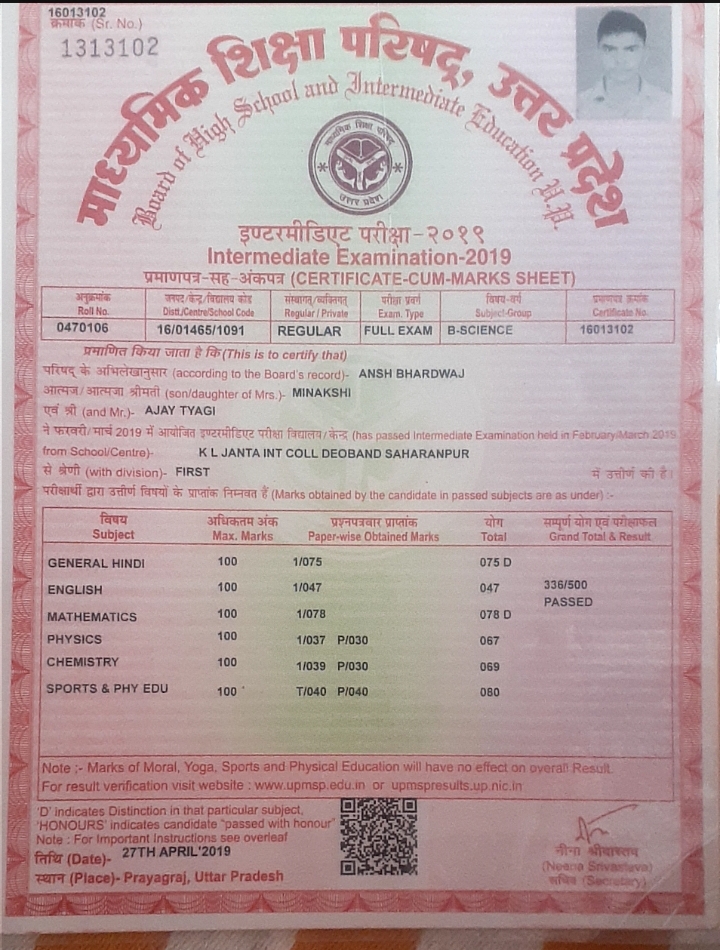 16013102
क्रमांक (Sr. No.)
1313102
माध्यमिक शिक्षा परिषद्, उत्तर प्रदेश
Board of High School and Intermediate Education U.P.
माध्यमिक शिक्षा परिषद्
उत्तर प्रदेश
इण्टरमीडिएट परीक्षा-२०१९
Intermediate Examination-2019
प्रमाणपत्र-सह-अंकपत्र (CERTIFICATE-CUM-MARKS SHEET)
अनुक्रमांक जनपद/केन्द्र/विद्यालय कोड संस्थागत/व्यक्तिगत परीक्षा प्रवर्ग विषय-वर्ग प्रमाणपत्र क्रमांक
Roll No. Distt./Centre/School Code Regular / Private Exam. Type Subject-Group Certificate No.
0470106 16/01465/1091 REGULAR FULL EXAM B-SCIENCE 16013102
प्रमाणित किया जाता है कि (This is to certify that)
परिषद् के अभिलेखानुसार (according to the Board's record)- ANSH BHARDWAJ
आत्मज/आत्मजा श्रीमती (son/daughter of Mrs.)- MINAKSHI
एवं श्री (and Mr.)- AJAY TYAGI
ने फरवरी/मार्च 2019 में आयोजित इण्टरमीडिएट परीक्षा विद्यालय/केन्द्र (has passed Intermediate Examination held in February/March 2019
from School/Centre)- K L JANTA INT COLL DEOBAND SAHARANPUR
से श्रेणी (with division)- FIRST में उत्तीर्ण की है।
परीक्षार्थी द्वारा उत्तीर्ण विषयों के प्राप्तांक निम्नवत हैं (Marks obtained by the candidate in passed subjects are as under) :-
विषय अधिकतम अंक प्रश्नपत्रवार प्राप्तांक योग सम्पूर्ण योग एवं परीक्षाफल
Subject Max. Marks Paper-wise Obtained Marks Total Grand Total & Result
GENERAL HINDI 100 1/075 075 D
ENGLISH 100 1/047 047 336/500
PASSED
MATHEMATICS 100 1/078 078 D
PHYSICS 100 1/037 P/030 067
CHEMISTRY 100 1/039 P/030 069
SPORTS & PHY EDU 100 T/040 P/040 080
Note :- Marks of Moral, Yoga, Sports and Physical Education will have no effect on overall Result.
For result verification visit website : www.upmsp.edu.in or upmspresults.up.nic.in
'D' indicates Distinction in that particular subject,
'HONOURS' indicates candidate "passed with honour"
Note : For Important Instructions see overleaf
तिथि (Date)- 27TH APRIL'2019
स्थान (Place)- Prayagraj, Uttar Pradesh
नीना श्रीवास्तव
(Neena Srivastava)
सचिव (Secretary)